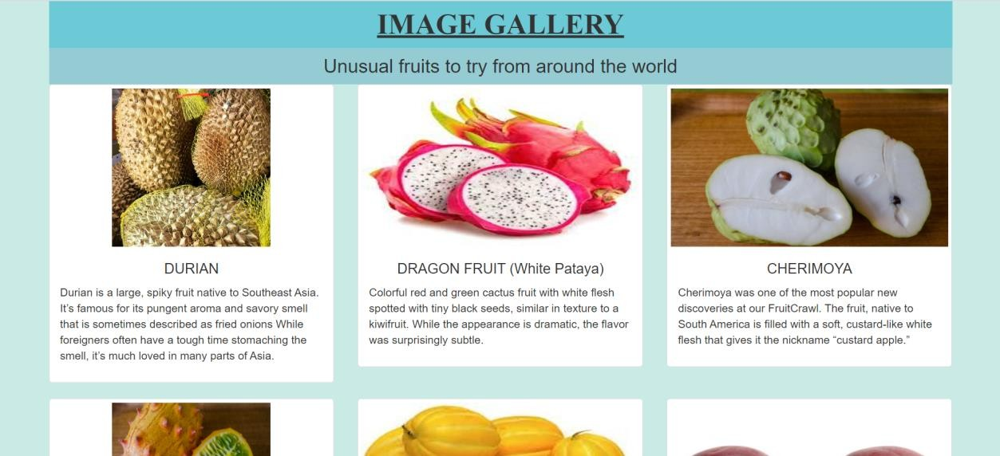 IMAGE GALLERY
Unusual fruits to try from around the world
DURIAN
Durian is a large, spiky fruit native to Southeast Asia.
It’s famous for its pungent aroma and savory smell
that is sometimes described as fried onions While
foreigners often have a tough time stomaching the
smell, it’s much loved in many parts of Asia.
DRAGON FRUIT (White Pataya)
Colorful red and green cactus fruit with white flesh
spotted with tiny black seeds, similar in texture to a
kiwifruit. While the appearance is dramatic, the flavor
was surprisingly subtle.
CHERIMOYA
Cherimoya was one of the most popular new
discoveries at our FruitCrawl. The fruit, native to
South America is filled with a soft, custard-like white
flesh that gives it the nickname “custard apple.”